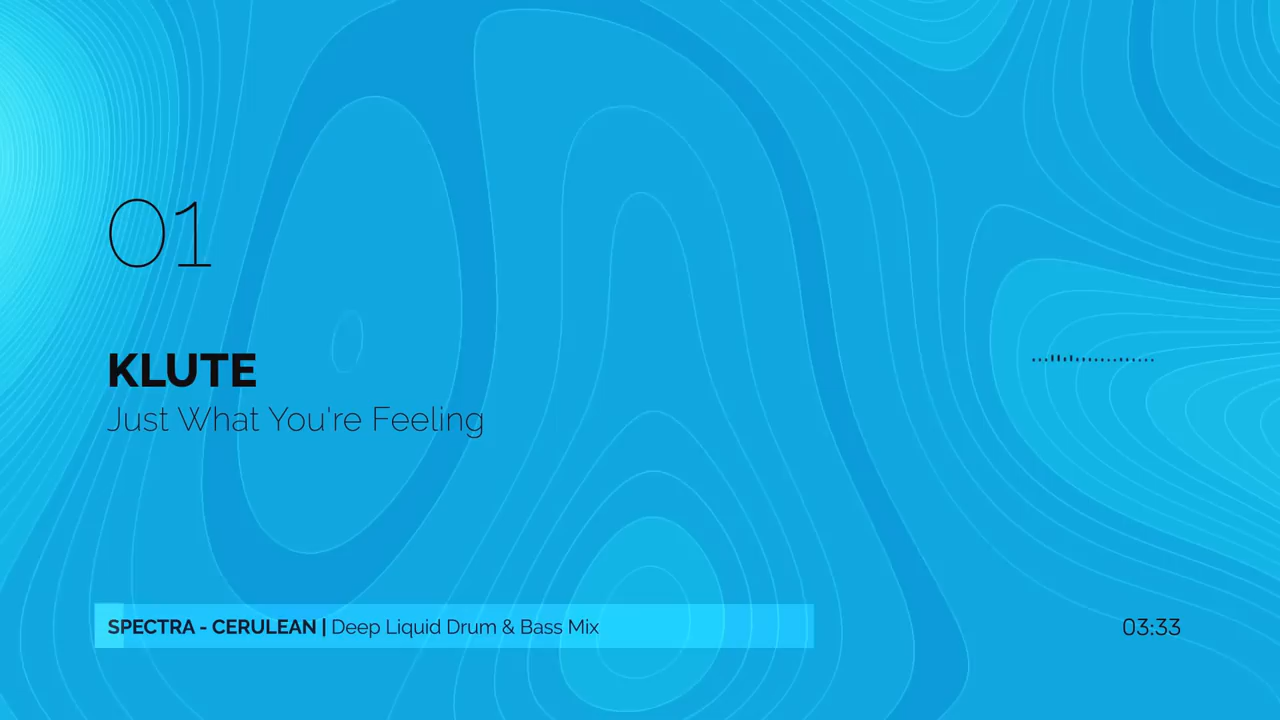 01
KLUTE
Just What You're Feeling
SPECTRA - CERULEAN | Deep Liquid Drum & Bass Mix
03:33